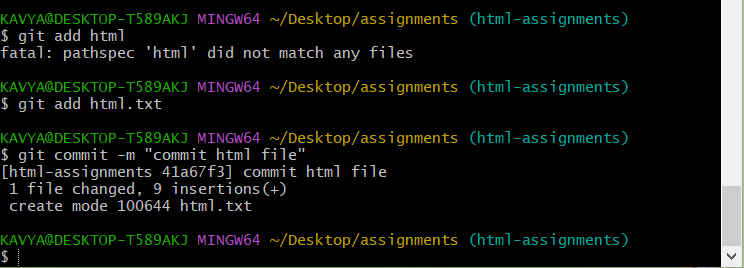 KAVYA@DESKTOP-T589AKJ MINGW64 ~/Desktop/assignments (html-assignments)
$ git add html
fatal: pathspec 'html' did not match any files
KAVYA@DESKTOP-T589AKJ MINGW64 ~/Desktop/assignments (html-assignments)
$ git add html.txt
KAVYA@DESKTOP-T589AKJ MINGW64 ~/Desktop/assignments (html-assignments)
$ git commit -m "commit html file"
[html-assignments 41a67f3] commit html file
 1 file changed, 9 insertions(+)
 create mode 100644 html.txt
KAVYA@DESKTOP-T589AKJ MINGW64 ~/Desktop/assignments (html-assignments)
$